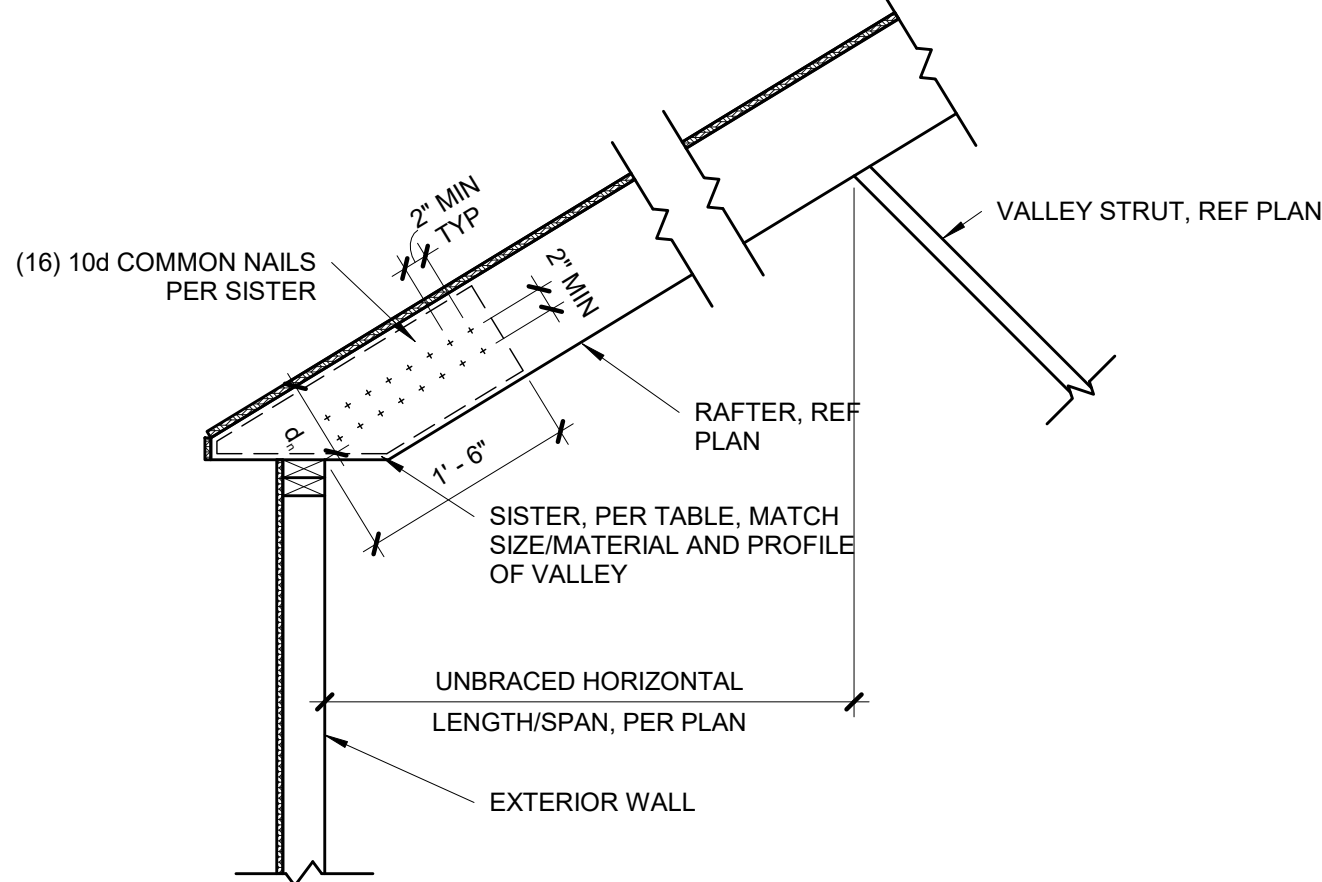 2" MIN
TYP
(16) 10d COMMON NAILS
PER SISTER
2" MIN
VALLEY STRUT, REF PLAN
RAFTER, REF
PLAN
dn
1' - 6"
SISTER, PER TABLE, MATCH
SIZE/MATERIAL AND PROFILE
OF VALLEY
UNBRACED HORIZONTAL
LENGTH/SPAN, PER PLAN
EXTERIOR WALL